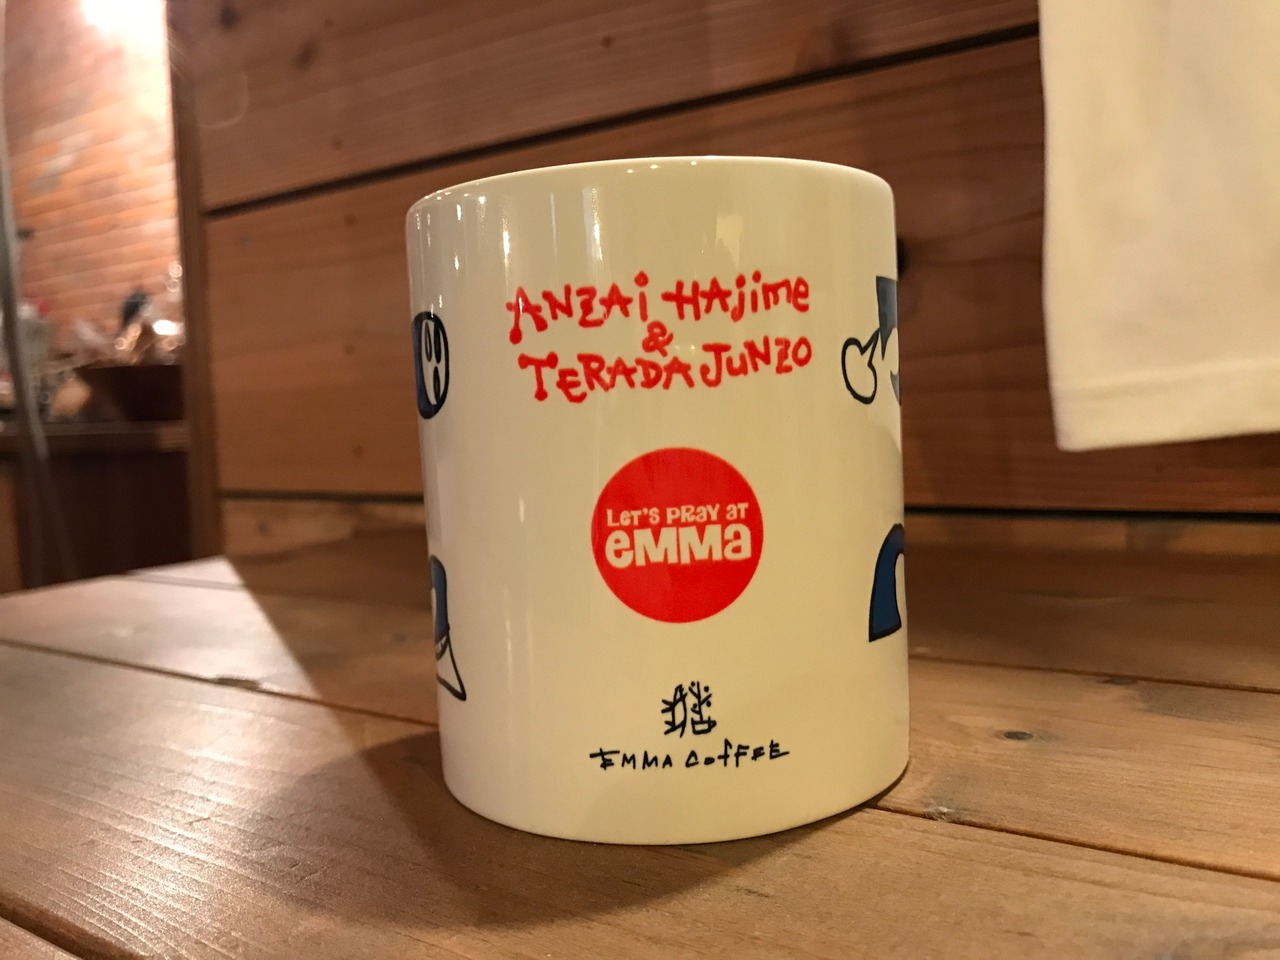 ANZAi HAjime
&
TERADA JUNZO
LeT'S PRaY aT
eMMa
EMMA COFFEE